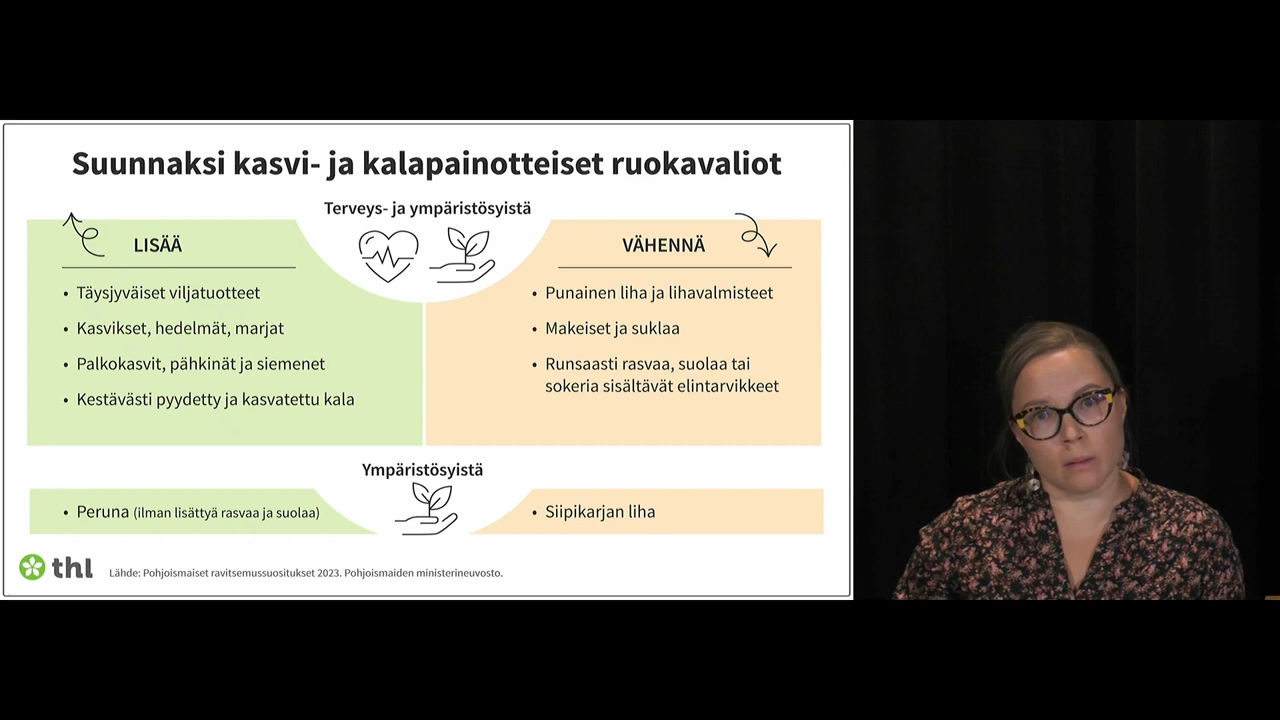 Suunnaksi kasvi- ja kalapainotteiset ruokavaliot
Terveys- ja ympäristösyistä
LISÄÄ
• Täysjyväiset viljatuotteet
• Kasvikset, hedelmät, marjat
• Palkokasvit, pähkinät ja siemenet
• Kestävästi pyydetty ja kasvatettu kala
VÄHENNÄ
• Punainen liha ja lihavalmisteet
• Makeiset ja suklaa
• Runsaasti rasvaa, suolaa tai
sokeria sisältävät elintarvikkeet
Ympäristösyistä
• Peruna (ilman lisättyä rasvaa ja suolaa)
• Siipikarjan liha
thl
Lähde: Pohjoismaiset ravitsemussuositukset 2023. Pohjoismaiden ministerineuvosto.